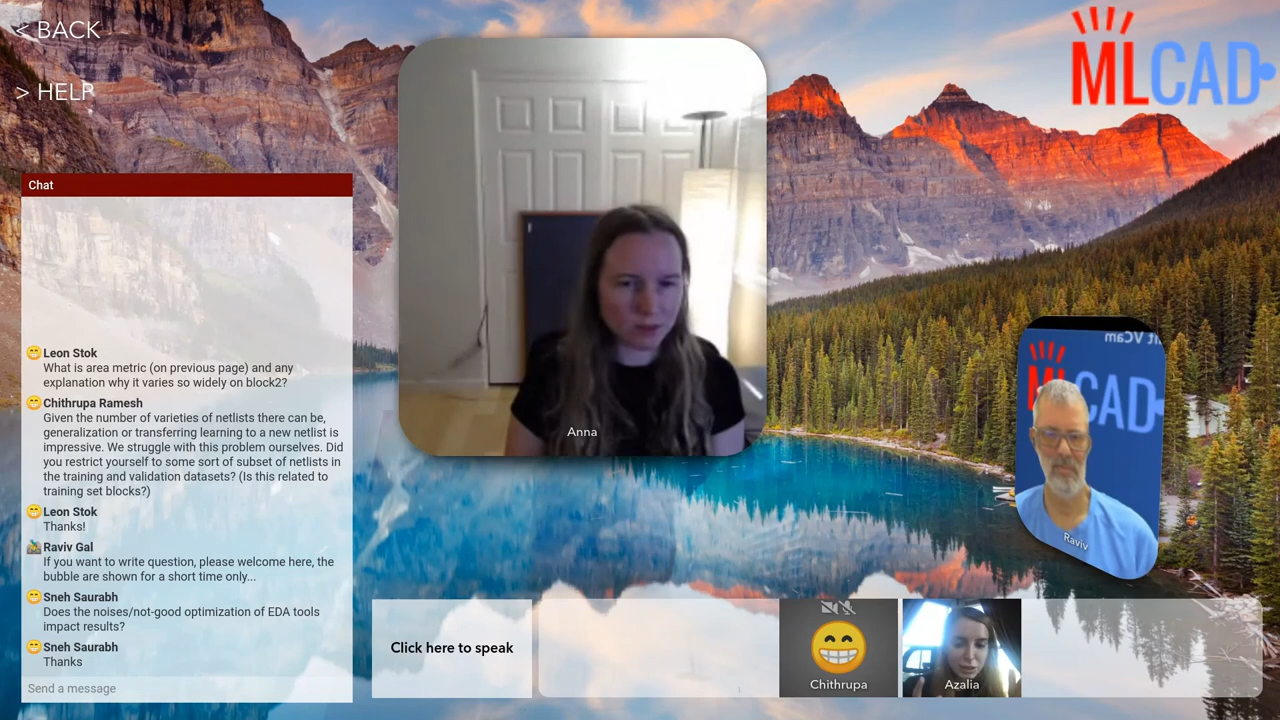 < BACK
> HELP
MLCAD
Chat
Leon Stok
What is area metric (on previous page) and any
explanation why it varies so widely on block2?
Chithrupa Ramesh
Given the number of varieties of netlists there can be,
generalization or transferring learning to a new netlist is
impressive. We struggle with this problem ourselves. Did
you restrict yourself to some sort of subset of netlists in
the training and validation datasets? (Is this related to
training set blocks?)
Leon Stok
Thanks!
Raviv Gal
If you want to write question, please welcome here, the
bubble are shown for a short time only...
Sneh Saurabh
Does the noises/not-good optimization of EDA tools
impact results?
Sneh Saurabh
Thanks
Send a message
Anna
VCam
CAD
Raviv
Click here to speak
Chithrupa
Azalia